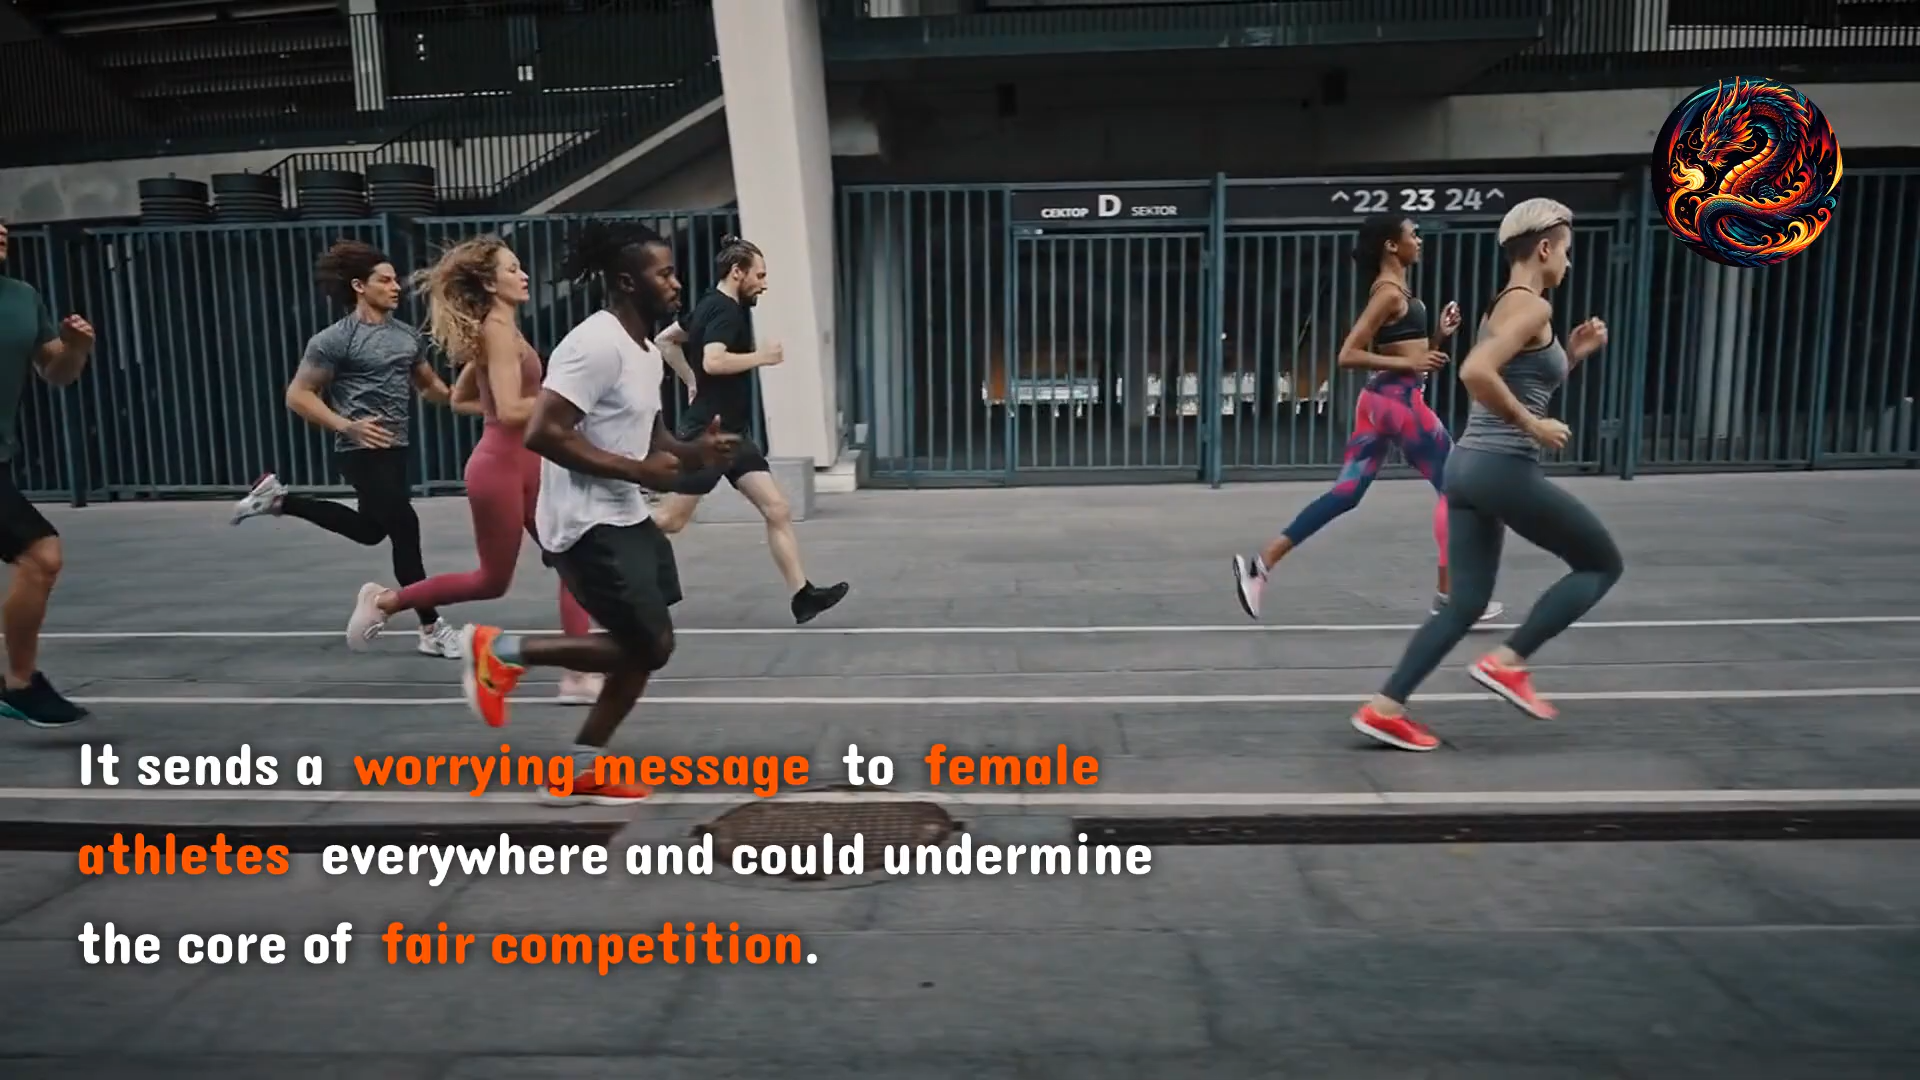 СЕКТОР D SEKTOR
^22 23 24^
It sends a worrying message to female
athletes everywhere and could undermine
the core of fair competition.